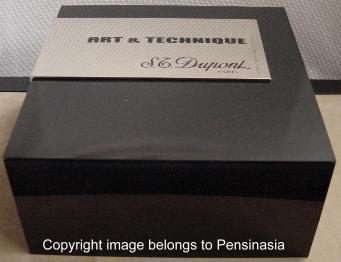 ART & TECHNIQUE
S.T. Dupont
PARIS
Copyright image belongs to Pensinasia